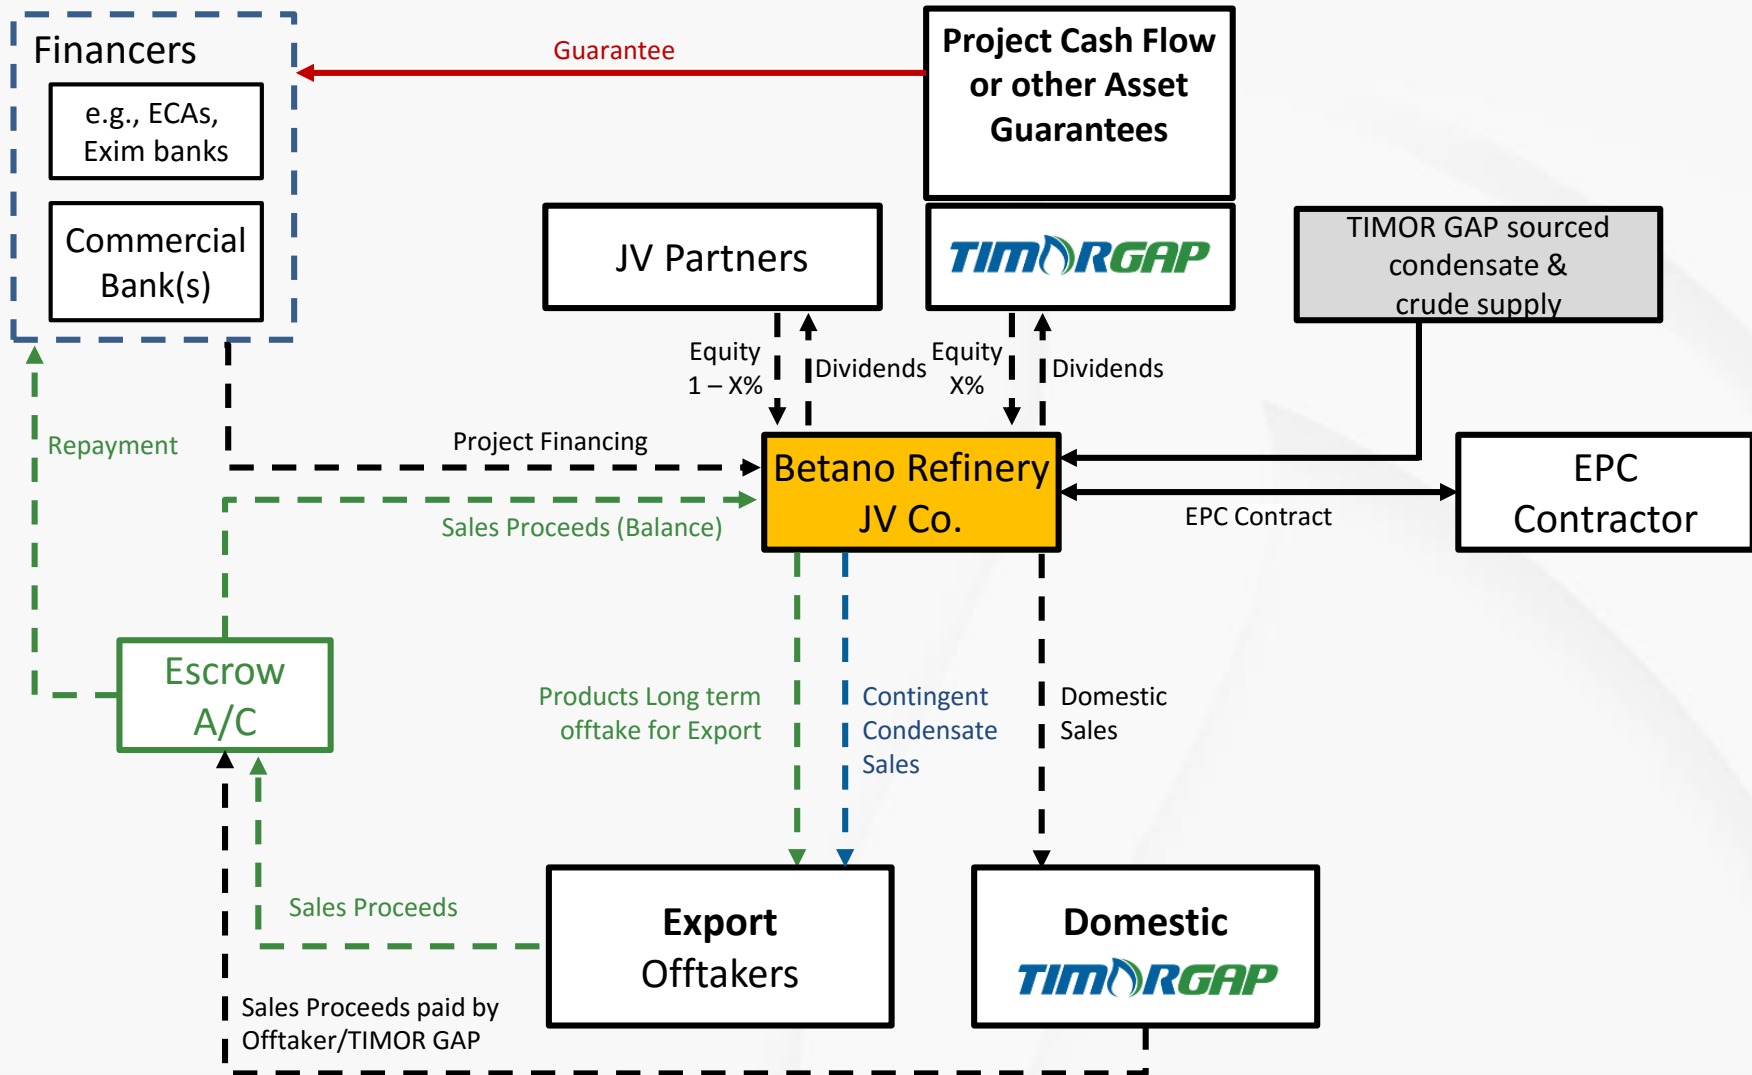 Financers
e.g., ECAs,
Exim banks
Commercial
Bank(s)
Guarantee
Project Cash Flow
or other Asset
Guarantees
JV Partners
TIMORGAP
TIMOR GAP sourced
condensate &
crude supply
Equity
1 – X%
Dividends
Equity
X%
Dividends
Repayment
Project Financing
Sales Proceeds (Balance)
Betano Refinery
JV Co.
EPC Contract
EPC
Contractor
Escrow
A/C
Products Long term
offtake for Export
Contingent
Condensate
Sales
Domestic
Sales
Sales Proceeds
Export
Offtakers
Domestic
TIMORGAP
Sales Proceeds paid by
Offtaker/TIMOR GAP